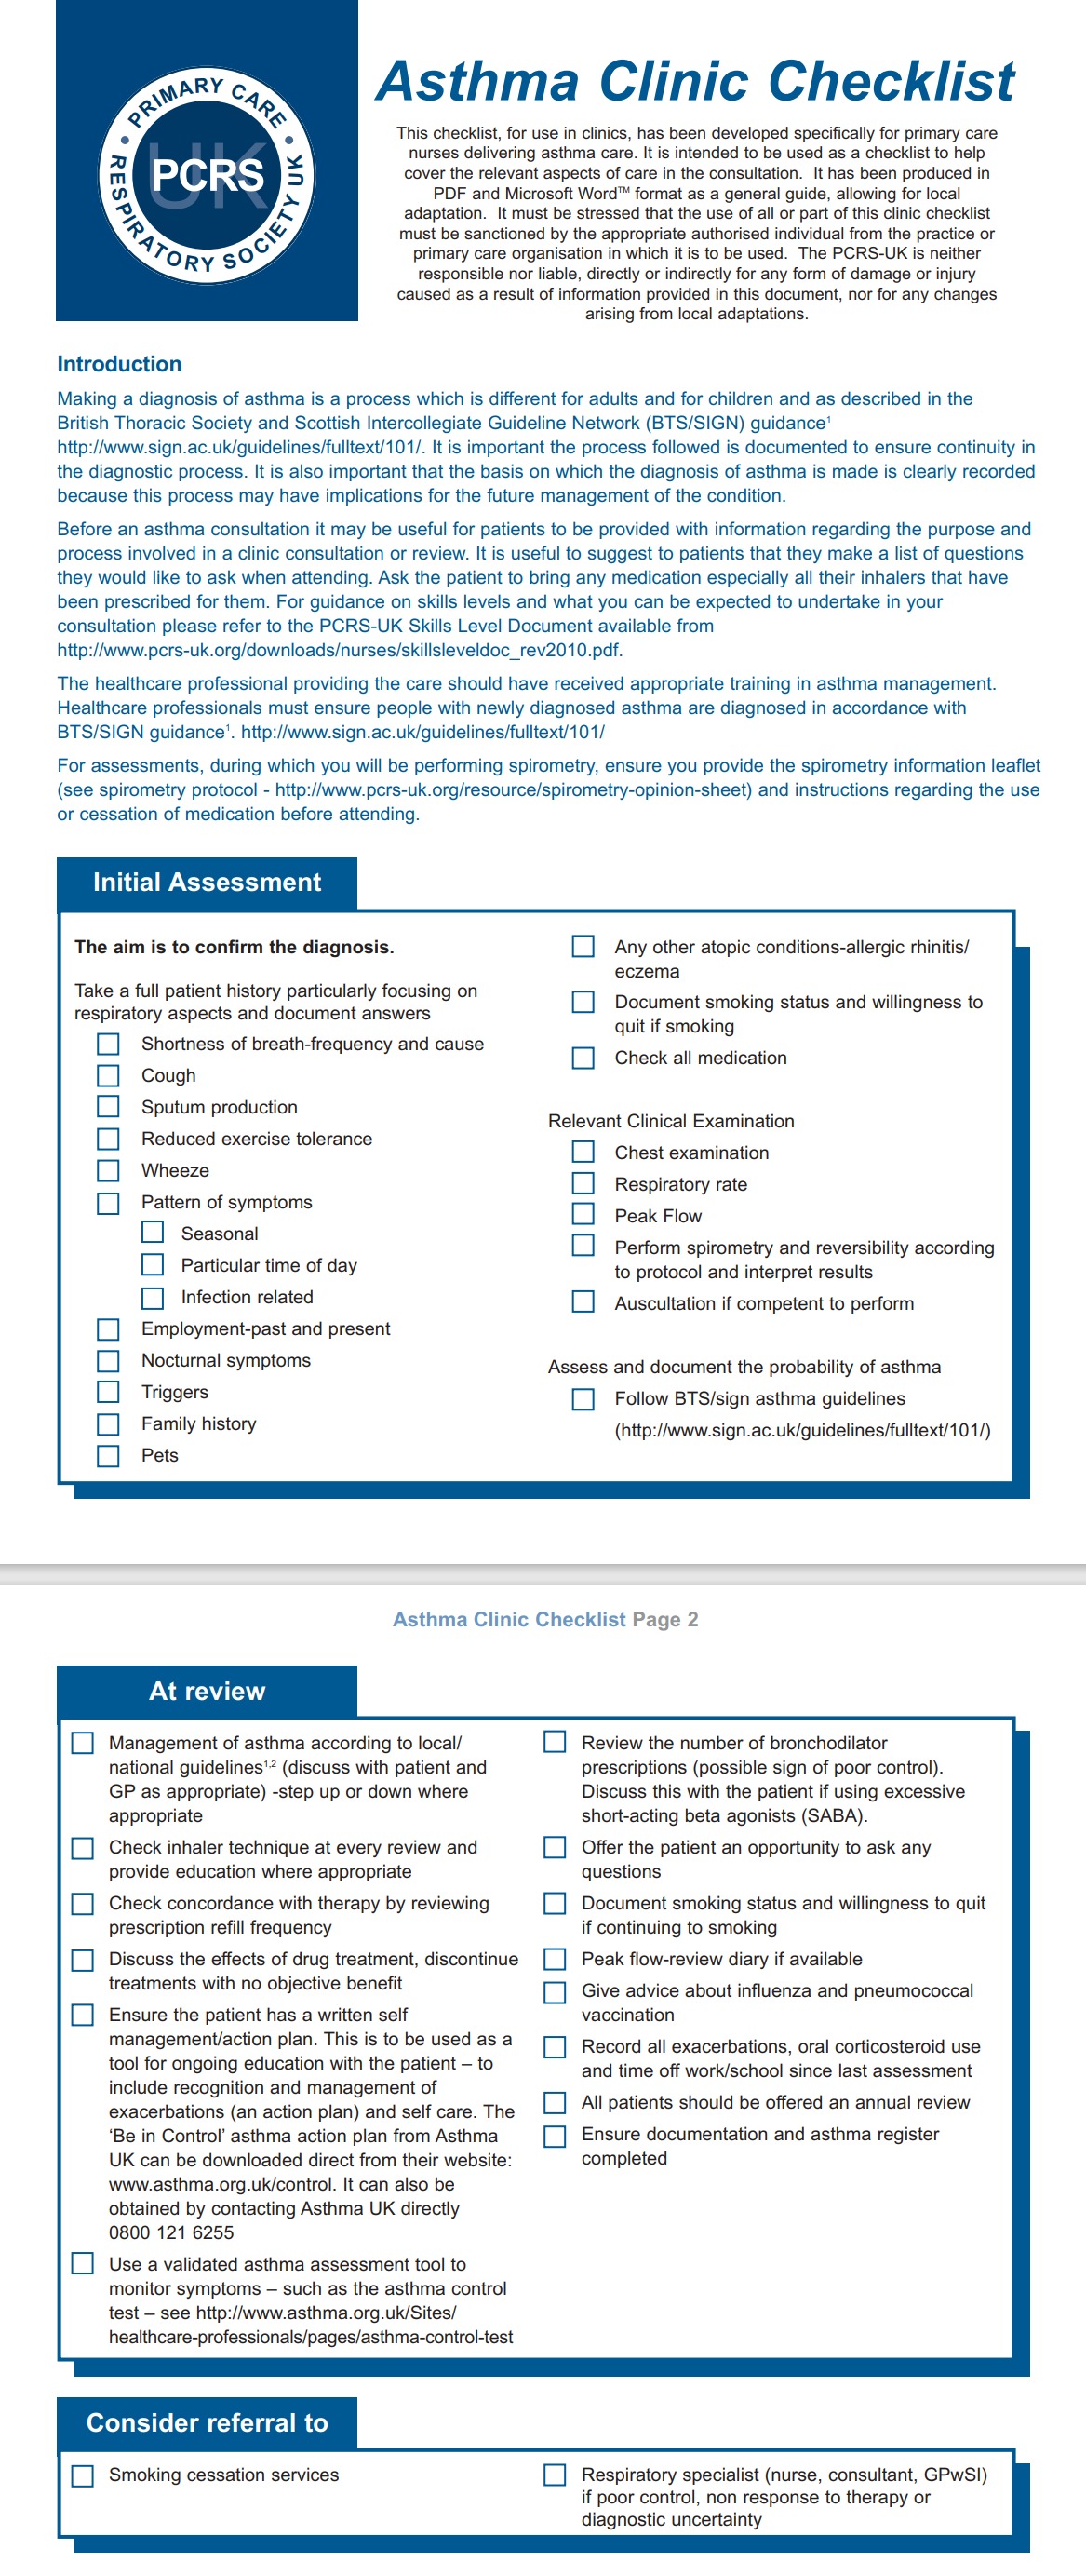 PRIMARY CARE
RESPIRATORY SOCIETY UK
UK
PCRS
Asthma Clinic Checklist
This checklist, for use in clinics, has been developed specifically for primary care
nurses delivering asthma care. It is intended to be used as a checklist to help
cover the relevant aspects of care in the consultation. It has been produced in
PDF and Microsoft Word™ format as a general guide, allowing for local
adaptation. It must be stressed that the use of all or part of this clinic checklist
must be sanctioned by the appropriate authorised individual from the practice or
primary care organisation in which it is to be used. The PCRS-UK is neither
responsible nor liable, directly or indirectly for any form of damage or injury
caused as a result of information provided in this document, nor for any changes
arising from local adaptations.
Introduction
Making a diagnosis of asthma is a process which is different for adults and for children and as described in the
British Thoracic Society and Scottish Intercollegiate Guideline Network (BTS/SIGN) guidance¹
http://www.sign.ac.uk/guidelines/fulltext/101/. It is important the process followed is documented to ensure continuity in
the diagnostic process. It is also important that the basis on which the diagnosis of asthma is made is clearly recorded
because this process may have implications for the future management of the condition.
Before an asthma consultation it may be useful for patients to be provided with information regarding the purpose and
process involved in a clinic consultation or review. It is useful to suggest to patients that they make a list of questions
they would like to ask when attending. Ask the patient to bring any medication especially all their inhalers that have
been prescribed for them. For guidance on skills levels and what you can be expected to undertake in your
consultation please refer to the PCRS-UK Skills Level Document available from
http://www.pcrs-uk.org/downloads/nurses/skillsleveldoc_rev2010.pdf.
The healthcare professional providing the care should have received appropriate training in asthma management.
Healthcare professionals must ensure people with newly diagnosed asthma are diagnosed in accordance with
BTS/SIGN guidance¹. http://www.sign.ac.uk/guidelines/fulltext/101/
For assessments, during which you will be performing spirometry, ensure you provide the spirometry information leaflet
(see spirometry protocol - http://www.pcrs-uk.org/resource/spirometry-opinion-sheet) and instructions regarding the use
or cessation of medication before attending.
Initial Assessment
The aim is to confirm the diagnosis.
Take a full patient history particularly focusing on
respiratory aspects and document answers
Shortness of breath-frequency and cause
Cough
Sputum production
Reduced exercise tolerance
Wheeze
Pattern of symptoms
Seasonal
Particular time of day
Infection related
Employment-past and present
Nocturnal symptoms
Triggers
Family history
Pets
Any other atopic conditions-allergic rhinitis/
eczema
Document smoking status and willingness to
quit if smoking
Check all medication
Relevant Clinical Examination
Chest examination
Respiratory rate
Peak Flow
Perform spirometry and reversibility according
to protocol and interpret results
Auscultation if competent to perform
Assess and document the probability of asthma
Follow BTS/sign asthma guidelines
(http://www.sign.ac.uk/guidelines/fulltext/101/)
Asthma Clinic Checklist Page 2
At review
Management of asthma according to local/
national guidelines¹,² (discuss with patient and
GP as appropriate) -step up or down where
appropriate
Check inhaler technique at every review and
provide education where appropriate
Check concordance with therapy by reviewing
prescription refill frequency
Discuss the effects of drug treatment, discontinue
treatments with no objective benefit
Ensure the patient has a written self
management/action plan. This is to be used as a
tool for ongoing education with the patient – to
include recognition and management of
exacerbations (an action plan) and self care. The
‘Be in Control’ asthma action plan from Asthma
UK can be downloaded direct from their website:
www.asthma.org.uk/control. It can also be
obtained by contacting Asthma UK directly
0800 121 6255
Use a validated asthma assessment tool to
monitor symptoms – such as the asthma control
test – see http://www.asthma.org.uk/Sites/
healthcare-professionals/pages/asthma-control-test
Review the number of bronchodilator
prescriptions (possible sign of poor control).
Discuss this with the patient if using excessive
short-acting beta agonists (SABA).
Offer the patient an opportunity to ask any
questions
Document smoking status and willingness to quit
if continuing to smoking
Peak flow-review diary if available
Give advice about influenza and pneumococcal
vaccination
Record all exacerbations, oral corticosteroid use
and time off work/school since last assessment
All patients should be offered an annual review
Ensure documentation and asthma register
completed
Consider referral to
Smoking cessation services
Respiratory specialist (nurse, consultant, GPwSI)
if poor control, non response to therapy or
diagnostic uncertainty